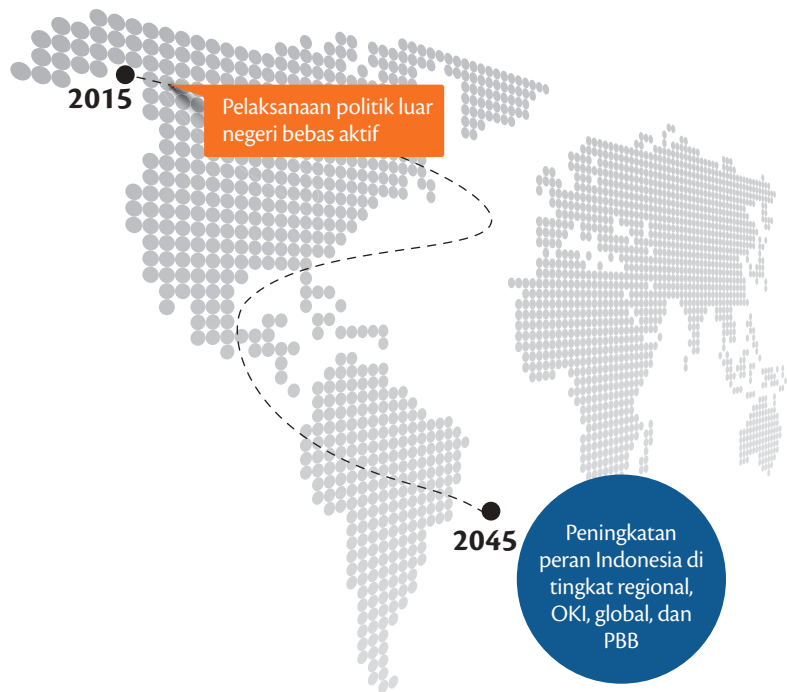 2015
Pelaksanaan politik luar
negeri bebas aktif
2045
Peningkatan
peran Indonesia di
tingkat regional,
OKI, global, dan
PBB